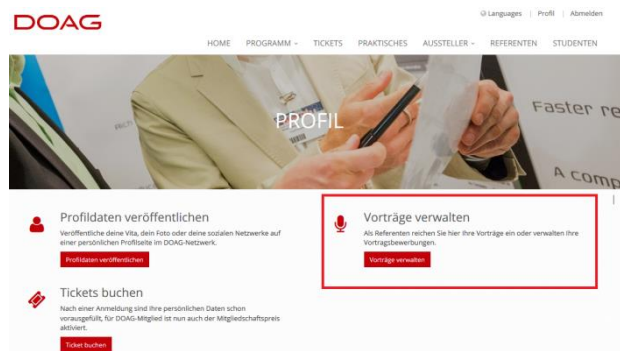 DOAG
Languages | Profil | Abmelden
HOME PROGRAMM TICKETS PRAKTISCHES AUSSTELLER REFERENTEN STUDENTEN
Faster re
PROFIL
A comp
Profildaten veröffentlichen
Veröffentliche deine Vita, dein Foto oder deine sozialen Netzwerke auf
einer persönlichen Profilseite im DOAG-Netzwerk.
Profildaten veröffentlichen
Vorträge verwalten
Als Referenten reichen Sie hier Ihre Vorträge ein oder verwalten Ihre
Vortragsbewerbungen.
Vorträge verwalten
Tickets buchen
Nach einer Anmeldung sind Ihre persönlichen Daten schon
vorausgefüllt, für DOAG-Mitglied ist nun auch der Mitgliedschaftspreis
aktiviert.
Ticket buchen